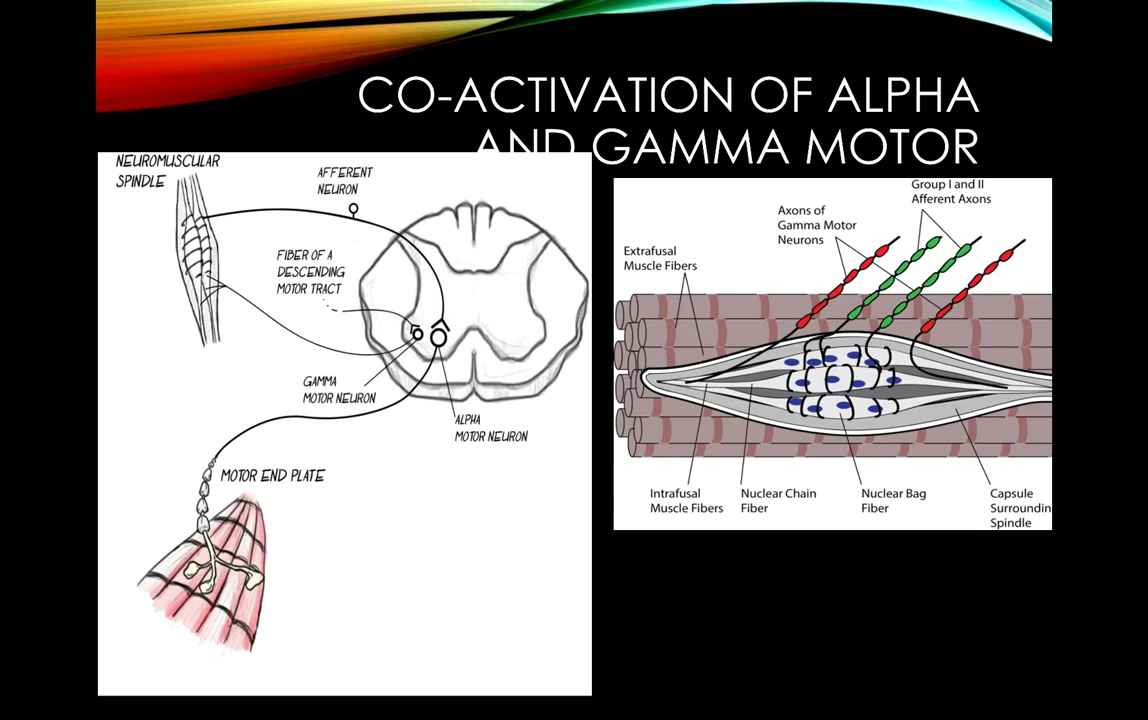 CO-ACTIVATION OF ALPHA
AND GAMMA MOTOR
NEUROMUSCULAR
SPINDLE
AFFERENT
NEURON
FIBER OF A
DESCENDING
MOTOR TRACT
GAMMA
MOTOR NEURON
ALPHA
MOTOR NEURON
MOTOR END PLATE
Group I and II
Afferent Axons
Axons of
Gamma Motor
Neurons
Extrafusal
Muscle Fibers
Intrafusal
Muscle Fibers
Nuclear Chain
Fiber
Nuclear Bag
Fiber
Capsule
Surroundin
Spindle